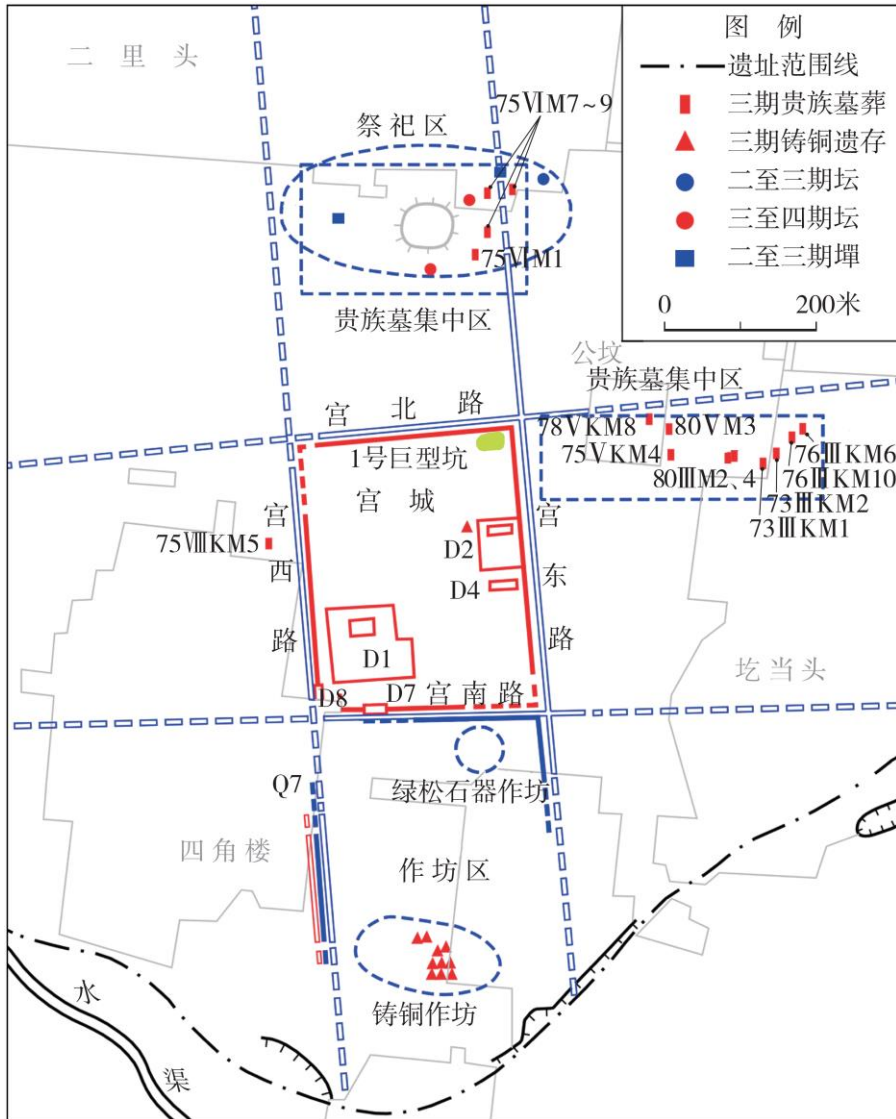 二里头
祭祀区
75ⅥM7～9
75ⅥM1
贵族墓集中区
图例
遗址范围线
三期贵族墓葬
三期铸铜遗存
二至三期坛
三至四期坛
二至三期墠
0 200米
公坟
贵族墓集中区
宫北路
78ⅤKM8
80ⅤM3
75ⅤKM4
80ⅢM2、4
76ⅢKM6
76ⅢKM10
73ⅢKM2
73ⅢKM1
1号巨型坑
宫城
宫西路
75ⅧKM5
D2
D4
宫东路
D1
D8
D7
宫南路
圪当头
Q7
绿松石器作坊
四角楼
作坊区
铸铜作坊
水渠